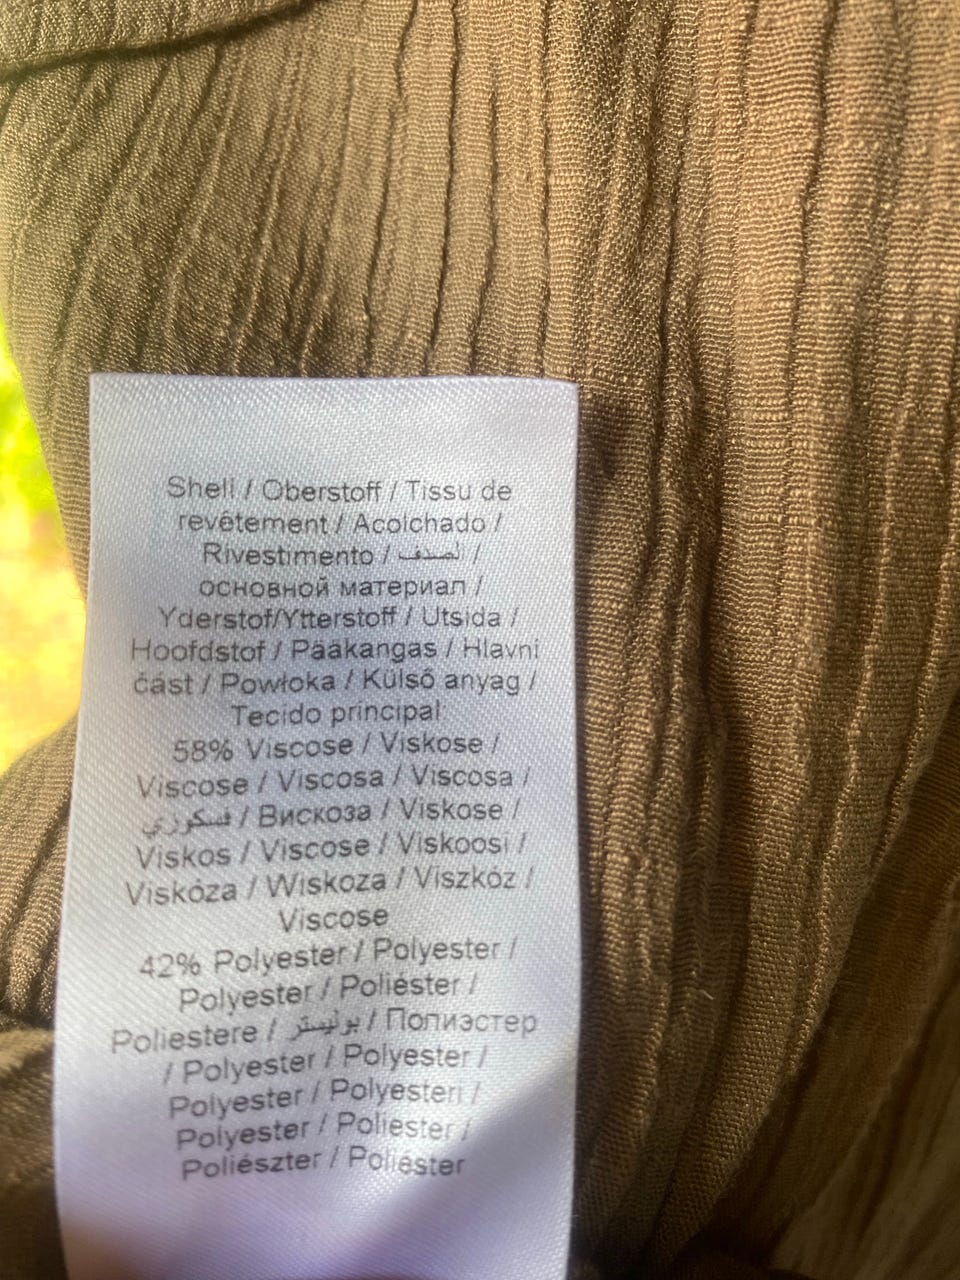 Shell / Oberstoff / Tissu de
revêtement / Acolchado /
Rivestimento / الصدف /
основной материал /
Yderstof/Ytterstoff / Utsida /
Hoofdstof / Pääkangas / Hlavní
část / Powłoka / Külső anyag /
Tecido principal
58% Viscose / Viskose /
Viscose / Viscosa / Viscosa /
فسكوزي / Вискоза / Viskose /
Viskos / Viscose / Viskoosi /
Viskóza / Wiskoza / Viszkóz /
Viscose
42% Polyester / Polyester /
Polyester / Poliéster /
Poliestere / بوليستر / Полиэстер
/ Polyester / Polyester /
Polyester / Polyesteri /
Polyester / Poliester /
Poliészter / Poliéster